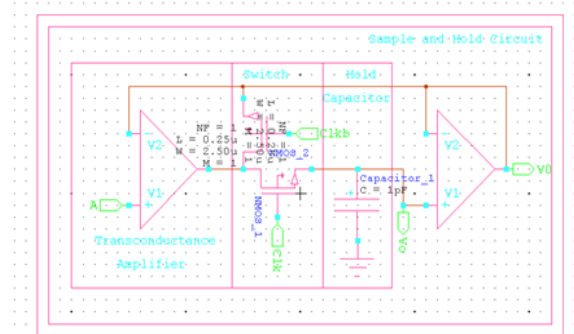 Sample and Hold Circuit
Switch
Hold
Capacitor
NF = 1
L = 0.25u
W = 2.50u
M = 1
Clkb
NMOS_2
V2
V1
A
Transconductance
Amplifier
NMOS_1
Clk
Capacitor_1
C = 1pF
Vo
V2
V1
V0